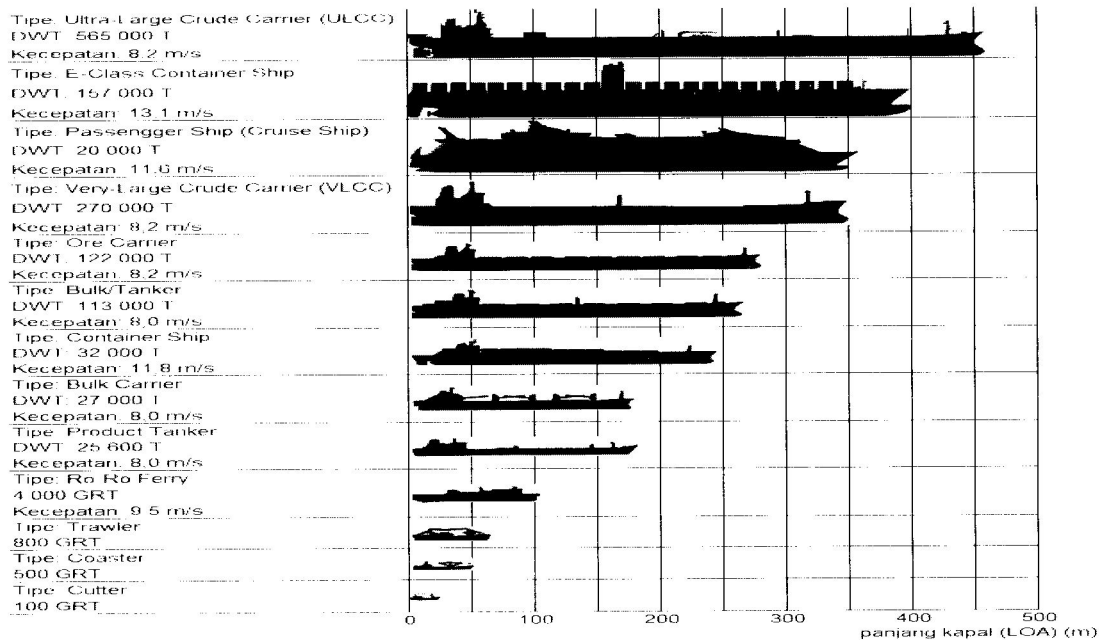 Tipe: Ultra-Large Crude Carrier (ULCC)
DWT: 565 000 T
Kecepatan: 8.2 m/s
Tipe: E-Class Container Ship
DWT: 157 000 T
Kecepatan: 13,1 m/s
Tipe: Passengger Ship (Cruise Ship)
DWT: 20 000 T
Kecepatan: 11.6 m/s
Tipe: Very-Large Crude Carrier (VLCC)
DWT: 270 000 T
Kecepatan: 8,2 m/s
Tipe: Ore Carrier
DWT: 122 000 T
Kecepatan: 8.2 m/s
Tipe: Bulk/Tanker
DWT: 113 000 T
Kecepatan: 8,0 m/s
Tipe: Container Ship
DWT: 32 000 T
Kecepatan: 11,8 m/s
Tipe: Bulk Carrier
DWT: 27 000 T
Kecepatan: 8.0 m/s
Tipe: Product Tanker
DWT: 25 600 T
Kecepatan: 8.0 m/s
Tipe: Ro Ro Ferry
4 000 GRT
Kecepatan: 9.5 m/s
Tipe: Trawler
800 GRT
Tipe: Coaster
500 GRT
Tipe: Cutter
100 GRT
0 100 200 300 400 500
panjang kapal (LOA) (m)